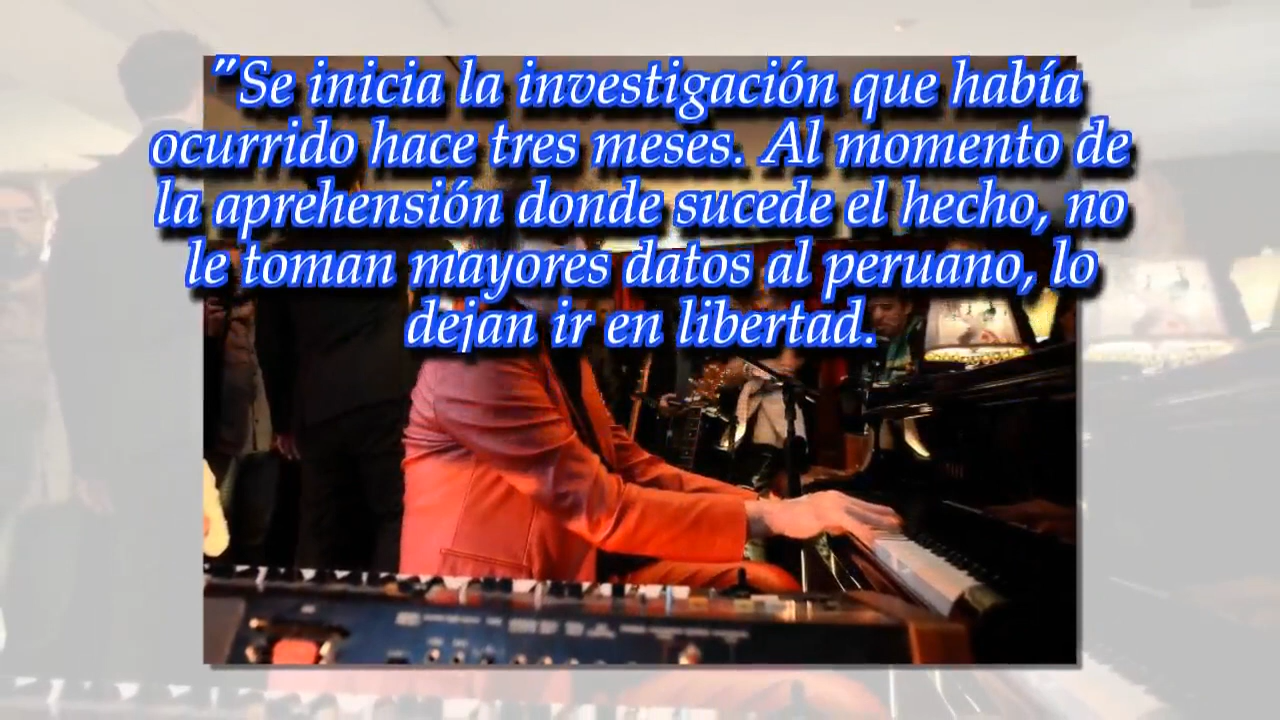 "Se inicia la investigación que había
ocurrido hace tres meses. Al momento de
la aprehensión donde sucede el hecho, no
le toman mayores datos al peruano, lo
dejan ir en libertad.